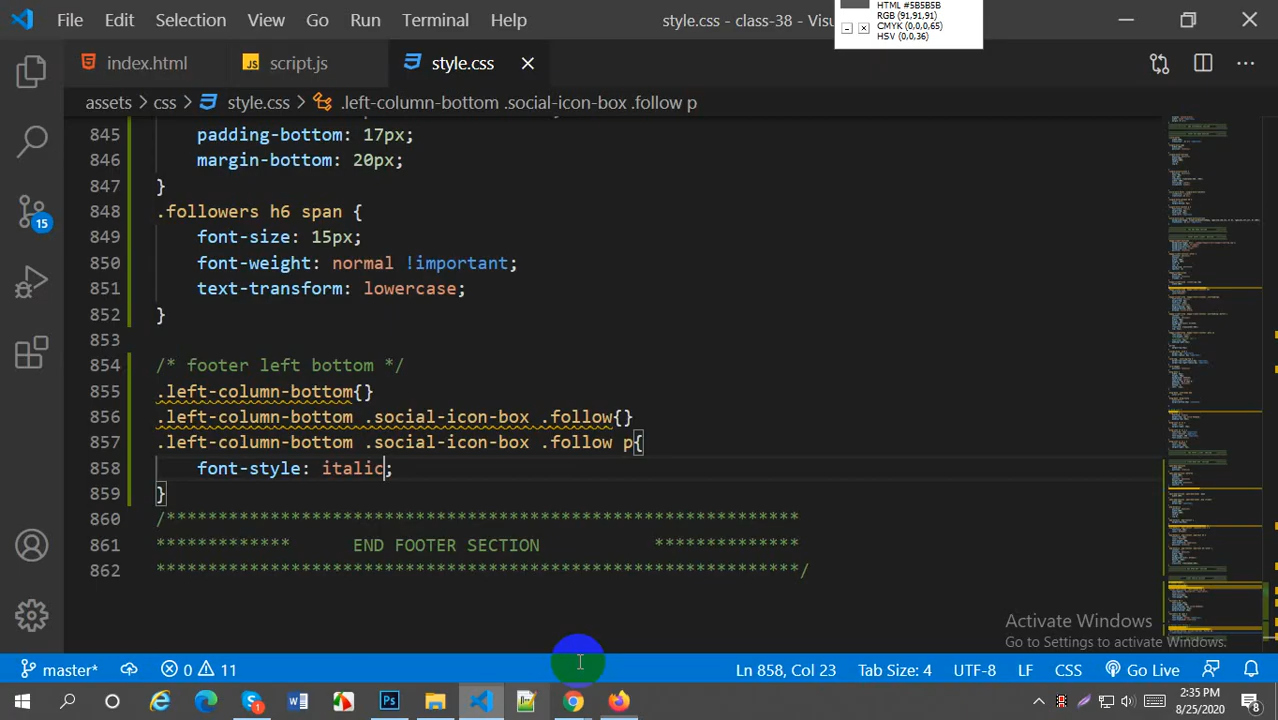 File Edit Selection View Go Run Terminal Help style.css - class-38 - Visu
HTML #5B5B5B
RGB (91,91,91)
CMYK (0,0,0,65)
HSV (0,0,36)
index.html JS script.js style.css
assets > css > style.css > .left-column-bottom .social-icon-box .follow p
845 padding-bottom: 17px;
846 margin-bottom: 20px;
847 }
848 .followers h6 span {
849 font-size: 15px;
850 font-weight: normal !important;
851 text-transform: lowercase;
852 }
853
854 /* footer left bottom */
855 .left-column-bottom{}
856 .left-column-bottom .social-icon-box .follow{}
857 .left-column-bottom .social-icon-box .follow p{
858 font-style: italic;
859 }
860 /*************************************************************
861 ************* END FOOTER SECTION **************
862 **************************************************************/
15
Activate Windows
Go to Settings to activate Windows.
master* 0 11 Ln 858, Col 23 Tab Size: 4 UTF-8 LF CSS Go Live
2:35 PM
8/25/2020